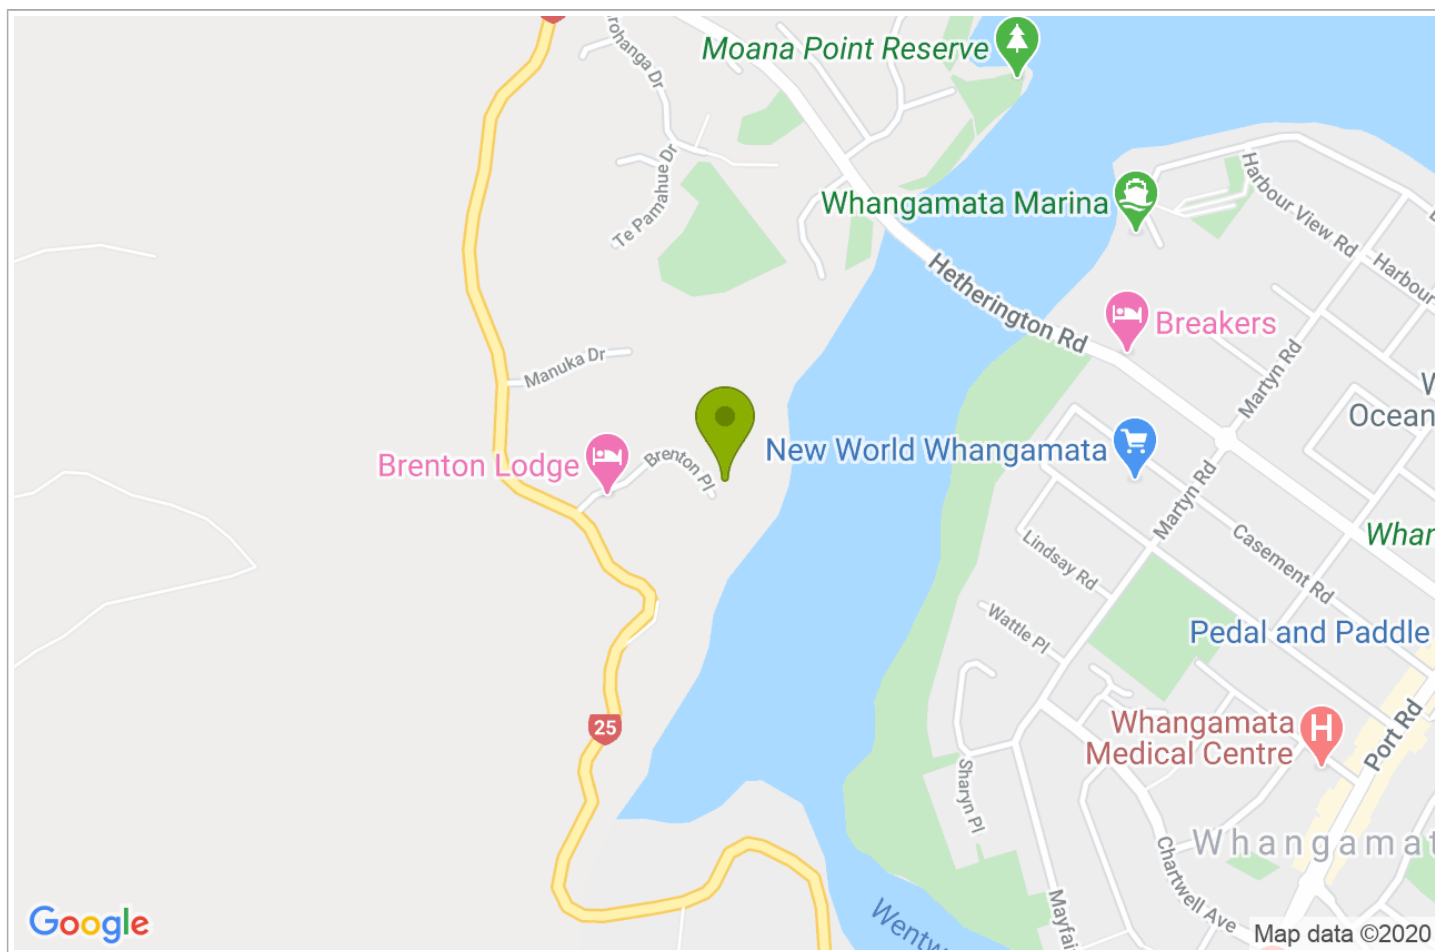 rohanga Dr
Moana Point Reserve
Te Pamahue Dr
Whangamata Marina
Harbour View Rd
Harbour
Hetherington Rd
Breakers
Martyn Rd
Manuka Dr
W
Ocean
Brenton Lodge
Brenton Pl
New World Whangamata
Martyn Rd
Lindsay Rd
Casement Rd
Whar
Wattle Pl
Pedal and Paddle
25
Whangamata
Medical Centre
H
Port Rd
Sharyn Pl
Whangamat
Chartwell Ave
Mayfair
Wentw
Google
Map data ©2020